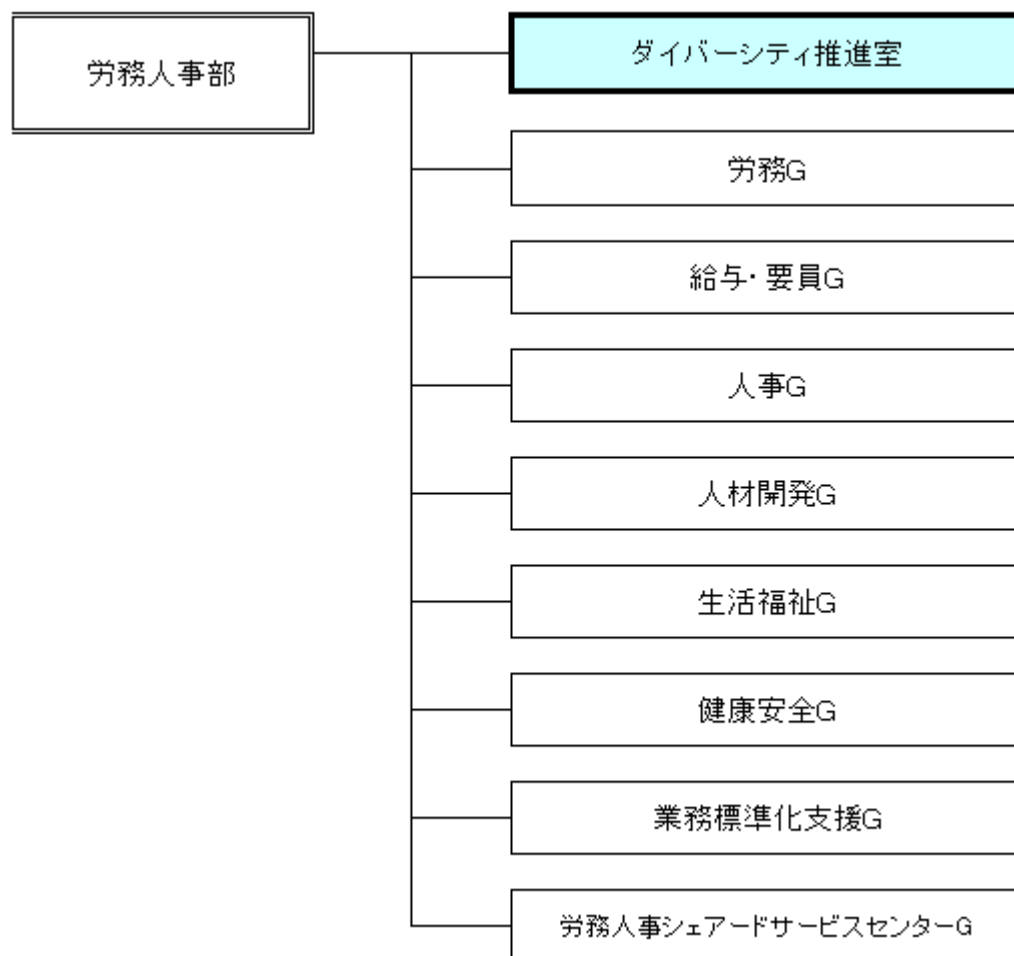 労務人事部
ダイバーシティ推進室
労務G
給与・要員G
人事G
人材開発G
生活福祉G
健康安全G
業務標準化支援G
労務人事シェアードサービスセンターG